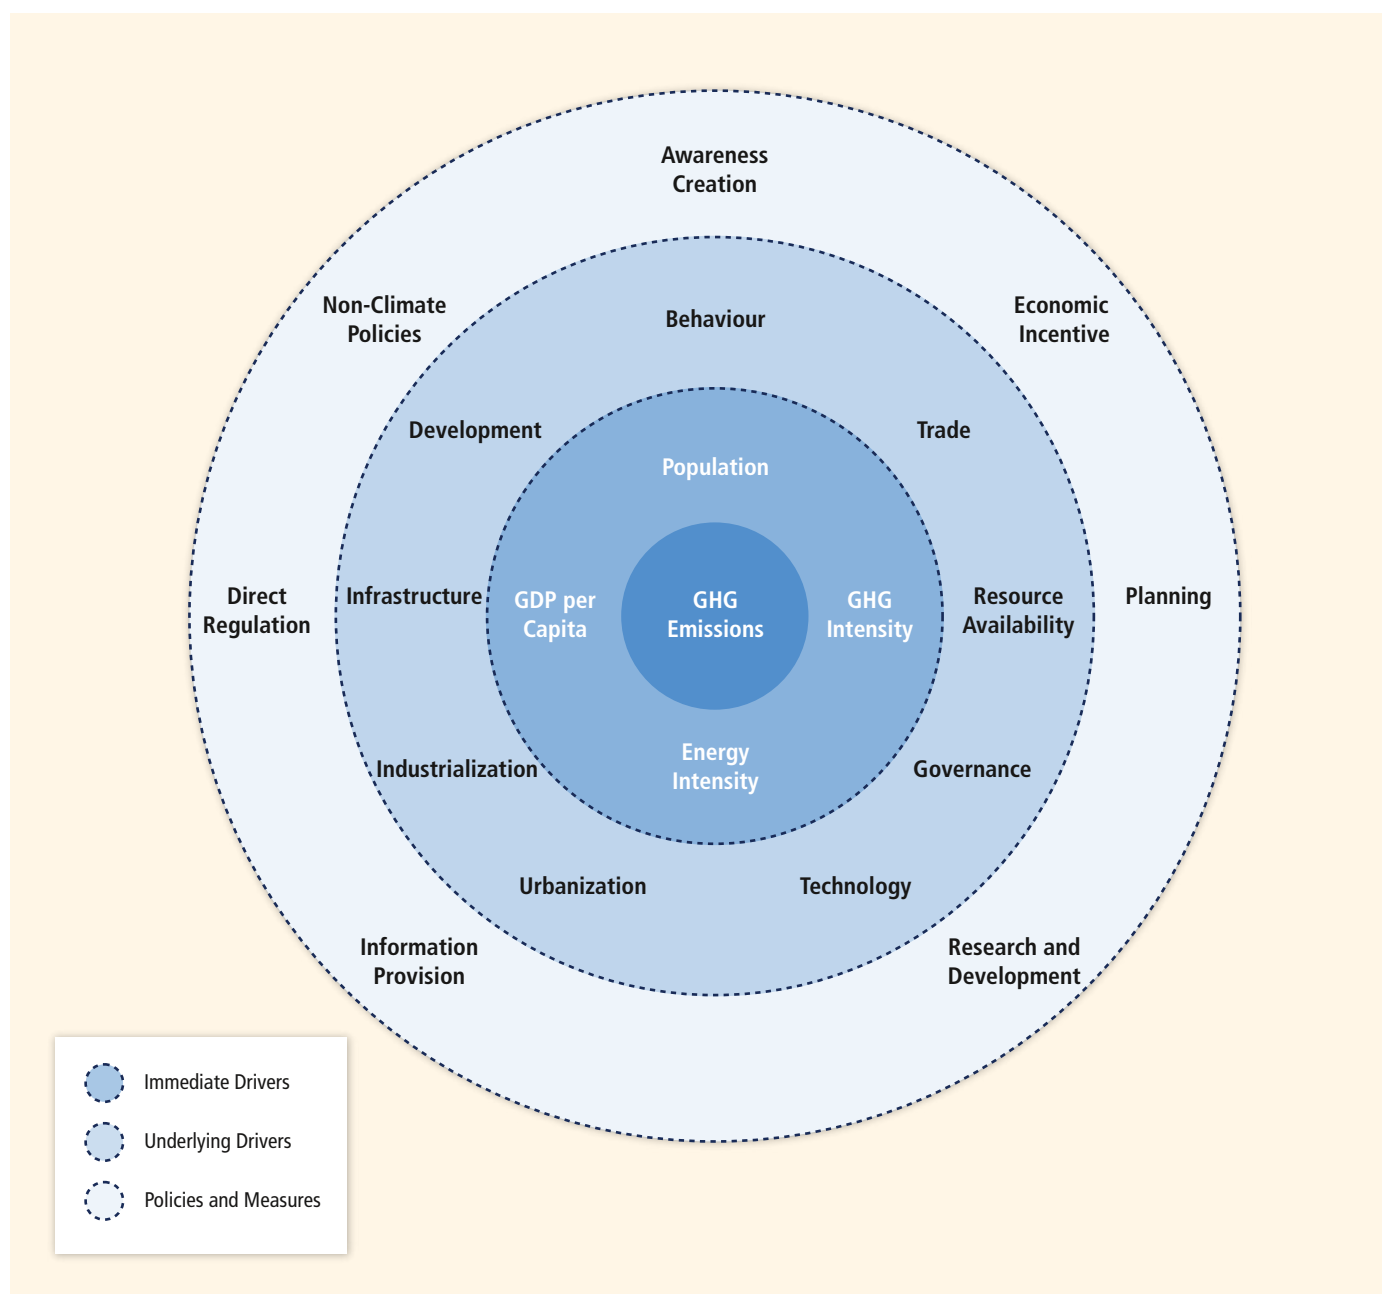 Awareness
Creation
Non-Climate
Policies
Economic
Incentive
Behaviour
Development
Trade
Population
Direct
Regulation
Infrastructure
GDP per
Capita
GHG
Emissions
GHG
Intensity
Resource
Availability
Planning
Energy
Intensity
Industrialization
Governance
Urbanization
Technology
Information
Provision
Research and
Development
Immediate Drivers
Underlying Drivers
Policies and Measures